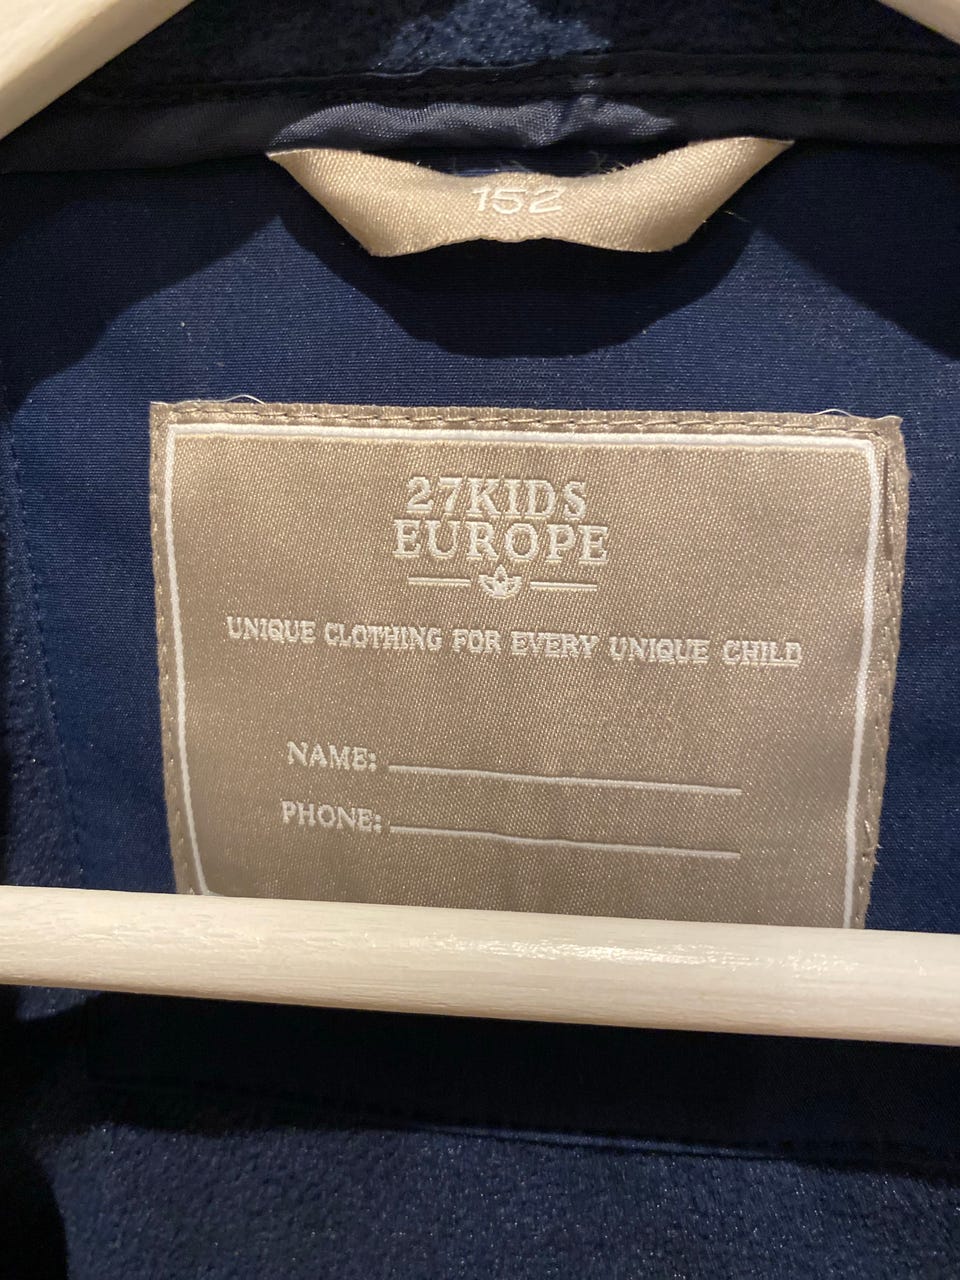 152
27KIDS
EUROPE
UNIQUE CLOTHING FOR EVERY UNIQUE CHILD
NAME:
PHONE: